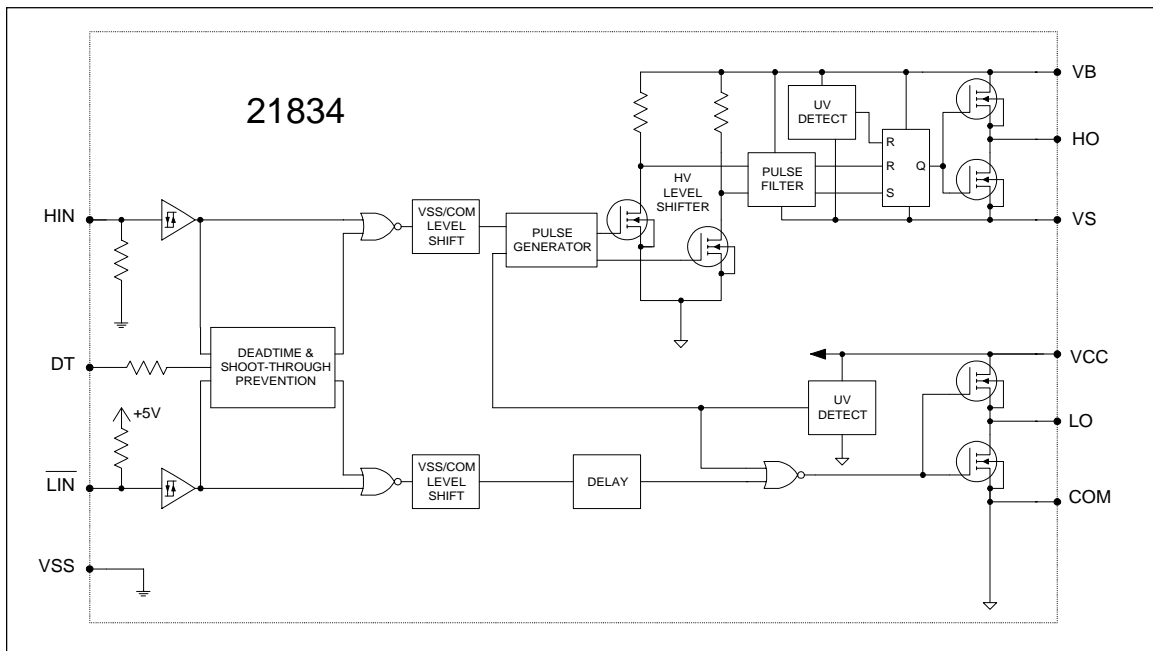 21834
VB
UV
DETECT
HO
R
R
Q
S
PULSE
FILTER
HV
LEVEL
SHIFTER
HIN
VSS/COM
LEVEL
SHIFT
PULSE
GENERATOR
VS
DEADTIME &
SHOOT-THROUGH
PREVENTION
DT
VCC
+5V
UV
DETECT
LO
LIN
VSS/COM
LEVEL
SHIFT
DELAY
COM
VSS